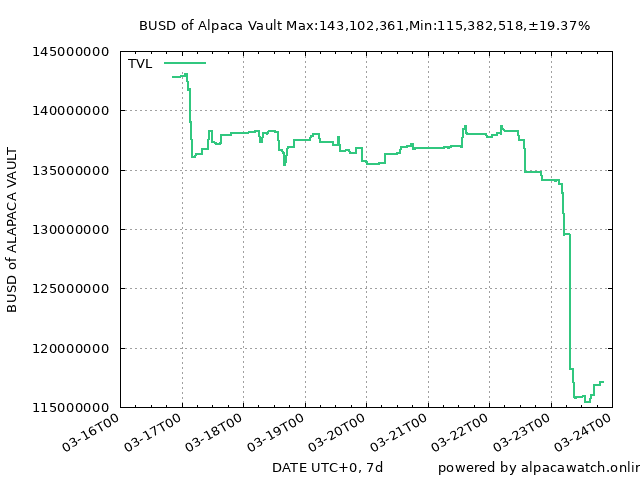 BUSD of Alpaca Vault Max:143,102,361,Min:115,382,518,±19.37%
TVL
145000000
140000000
135000000
130000000
125000000
120000000
115000000
BUSD of ALAPACA VAULT
03-16T00
03-17T00
03-18T00
03-19T00
03-20T00
03-21T00
03-22T00
03-23T00
03-24T00
DATE UTC+0, 7d
powered by alpacawatch.onlin